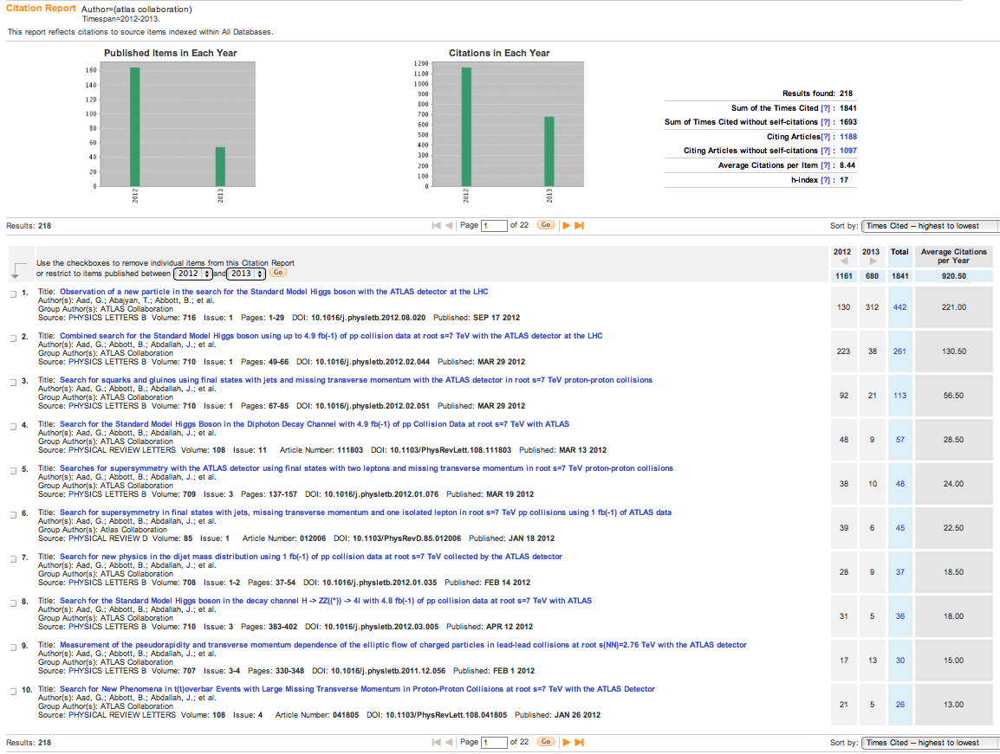 Citation Report Author=(atlas collaboration)
Timespan=2012-2013.
This report reflects citations to source items indexed within All Databases.
Published Items in Each Year
160
140
120
100
80
60
40
20
0
2012
2013
Citations in Each Year
1200
1100
1000
900
800
700
600
500
400
300
200
100
0
2012
2013
Results found: 218
Sum of the Times Cited [?] : 1841
Sum of Times Cited without self-citations [?] : 1693
Citing Articles[?] : 1188
Citing Articles without self-citations [?] : 1097
Average Citations per Item [?] : 8.44
h-index [?] : 17
Results: 218
Page 1 of 22 Go
Sort by: Times Cited -- highest to lowest
Use the checkboxes to remove individual items from this Citation Report
or restrict to items published between 2012 and 2013 Go
2012 2013 Total Average Citations
per Year
1161 680 1841 920.50
1. Title: Observation of a new particle in the search for the Standard Model Higgs boson with the ATLAS detector at the LHC
Author(s): Aad, G.; Abajyan, T.; Abbott, B.; et al.
Group Author(s): ATLAS Collaboration
Source: PHYSICS LETTERS B Volume: 716 Issue: 1 Pages: 1-29 DOI: 10.1016/j.physletb.2012.08.020 Published: SEP 17 2012
130 312 442 221.00
2. Title: Combined search for the Standard Model Higgs boson using up to 4.9 fb(-1) of pp collision data at root s=7 TeV with the ATLAS detector at the LHC
Author(s): Aad, G.; Abbott, B.; Abdallah, J.; et al.
Group Author(s): ATLAS Collaboration
Source: PHYSICS LETTERS B Volume: 710 Issue: 1 Pages: 49-66 DOI: 10.1016/j.physletb.2012.02.044 Published: MAR 29 2012
223 38 261 130.50
3. Title: Search for squarks and gluinos using final states with jets and missing transverse momentum with the ATLAS detector in root s=7 TeV proton-proton collisions
Author(s): Aad, G.; Abbott, B.; Abdallah, J.; et al.
Group Author(s): ATLAS Collaboration
Source: PHYSICS LETTERS B Volume: 710 Issue: 1 Pages: 67-85 DOI: 10.1016/j.physletb.2012.02.051 Published: MAR 29 2012
92 21 113 56.50
4. Title: Search for the Standard Model Higgs Boson in the Diphoton Decay Channel with 4.9 fb(-1) of pp Collision Data at root s=7 TeV with ATLAS
Author(s): Aad, G.; Abbott, B.; Abdallah, J.; et al.
Group Author(s): ATLAS Collaboration
Source: PHYSICAL REVIEW LETTERS Volume: 108 Issue: 11 Article Number: 111803 DOI: 10.1103/PhysRevLett.108.111803 Published: MAR 13 2012
48 9 57 28.50
5. Title: Searches for supersymmetry with the ATLAS detector using final states with two leptons and missing transverse momentum in root s=7 TeV proton-proton collisions
Author(s): Aad, G.; Abbott, B.; Abdallah, J.; et al.
Group Author(s): ATLAS Collaboration
Source: PHYSICS LETTERS B Volume: 709 Issue: 3 Pages: 137-157 DOI: 10.1016/j.physletb.2012.01.076 Published: MAR 19 2012
38 10 48 24.00
6. Title: Search for supersymmetry in final states with jets, missing transverse momentum and one isolated lepton in root s=7 TeV pp collisions using 1 fb(-1) of ATLAS data
Author(s): Aad, G.; Abbott, B.; Abdallah, J.; et al.
Group Author(s): Atlas Collaboration
Source: PHYSICAL REVIEW D Volume: 85 Issue: 1 Article Number: 012006 DOI: 10.1103/PhysRevD.85.012006 Published: JAN 18 2012
39 6 45 22.50
7. Title: Search for new physics in the dijet mass distribution using 1 fb(-1) of pp collision data at root s=7 TeV collected by the ATLAS detector
Author(s): Aad, G.; Abbott, B.; Abdallah, J.; et al.
Group Author(s): ATLAS Collaboration
Source: PHYSICS LETTERS B Volume: 708 Issue: 1-2 Pages: 37-54 DOI: 10.1016/j.physletb.2012.01.035 Published: FEB 14 2012
28 9 37 18.50
8. Title: Search for the Standard Model Higgs boson in the decay channel H -> ZZ((*)) -> 4l with 4.8 fb(-1) of pp collision data at root s=7 TeV with ATLAS
Author(s): Aad, G.; Abbott, B.; Abdallah, J.; et al.
Group Author(s): ATLAS Collaboration
Source: PHYSICS LETTERS B Volume: 710 Issue: 3 Pages: 383-402 DOI: 10.1016/j.physletb.2012.03.005 Published: APR 12 2012
31 5 36 18.00
9. Title: Measurement of the pseudorapidity and transverse momentum dependence of the elliptic flow of charged particles in lead-lead collisions at root s(NN)=2.76 TeV with the ATLAS detector
Author(s): Aad, G.; Abbott, B.; Abdallah, J.; et al.
Group Author(s): ATLAS Collaboration
Source: PHYSICS LETTERS B Volume: 707 Issue: 3-4 Pages: 330-348 DOI: 10.1016/j.physletb.2011.12.056 Published: FEB 1 2012
17 13 30 15.00
10. Title: Search for New Phenomena in t(t)overbar Events with Large Missing Transverse Momentum in Proton-Proton Collisions at root s=7 TeV with the ATLAS Detector
Author(s): Aad, G.; Abbott, B.; Abdallah, J.; et al.
Group Author(s): ATLAS Collaboration
Source: PHYSICAL REVIEW LETTERS Volume: 108 Issue: 4 Article Number: 041805 DOI: 10.1103/PhysRevLett.108.041805 Published: JAN 26 2012
21 5 26 13.00
Results: 218
Page 1 of 22 Go
Sort by: Times Cited -- highest to lowest